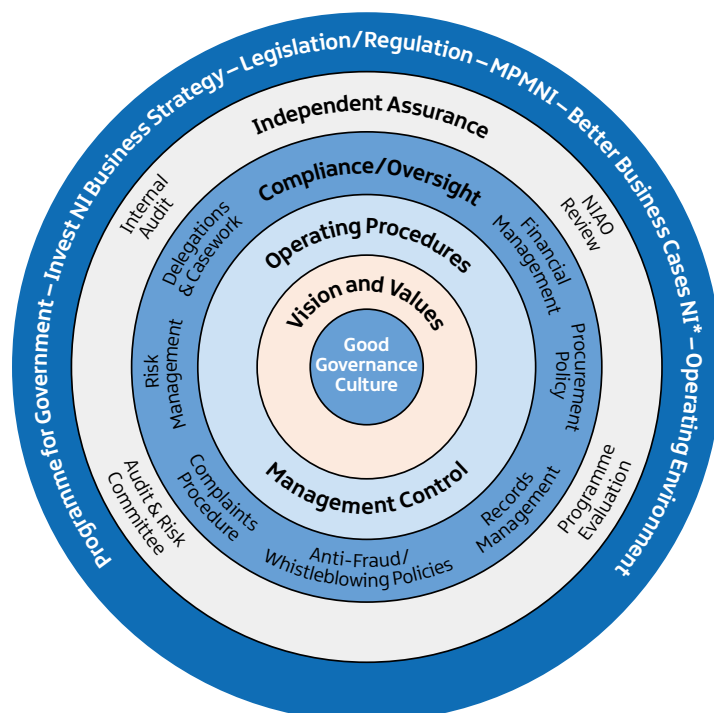 Programme for Government – Invest NI Business Strategy – Legislation/Regulation – MPMNI – Better Business Cases NI* – Operating Environment
Independent Assurance
Internal
Audit
NIAO
Review
Audit & Risk
Committee
Programme
Evaluation
Compliance/Oversight
Delegations
& Casework
Financial
Management
Risk
Management
Procurement
Policy
Complaints
Procedure
Records
Management
Anti-Fraud/
Whistleblowing Policies
Operating Procedures
Management Control
Vision and Values
Good
Governance
Culture